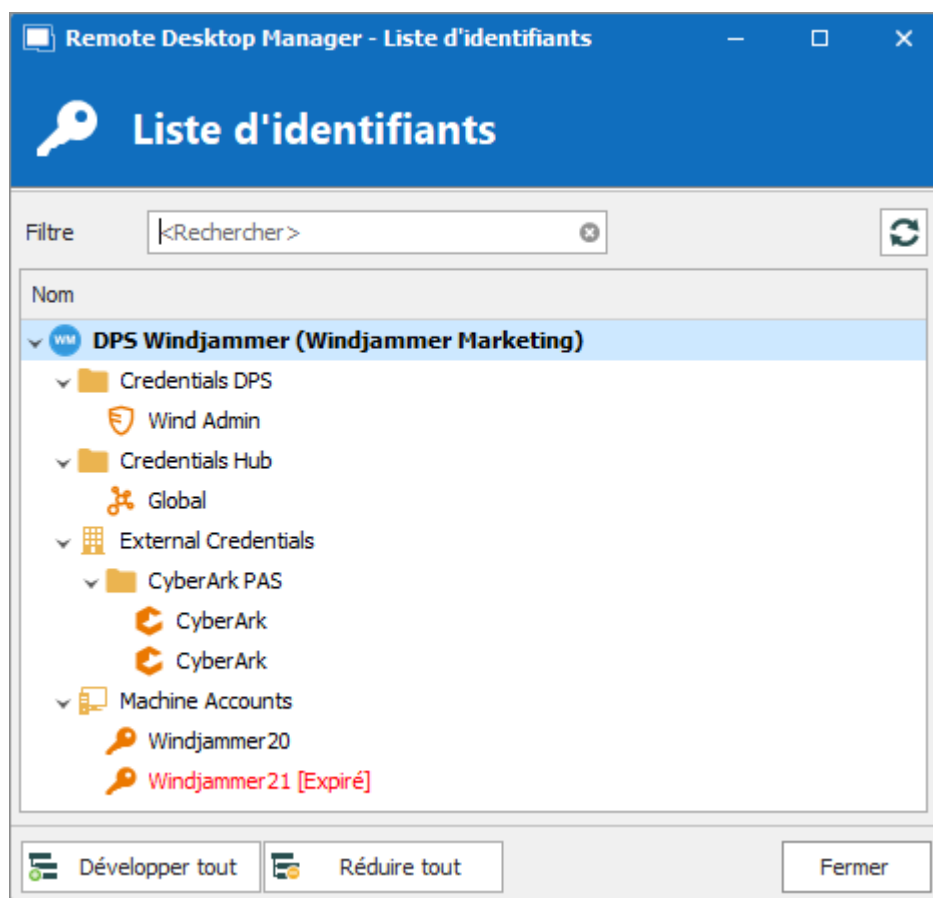 Remote Desktop Manager - Liste d'identifiants
Liste d'identifiants
Filtre <Rechercher>
Nom
WM DPS Windjammer (Windjammer Marketing)
Credentials DPS
Wind Admin
Credentials Hub
Global
External Credentials
CyberArk PAS
CyberArk
CyberArk
Machine Accounts
Windjammer20
Windjammer21 [Expiré]
Développer tout Réduire tout Fermer